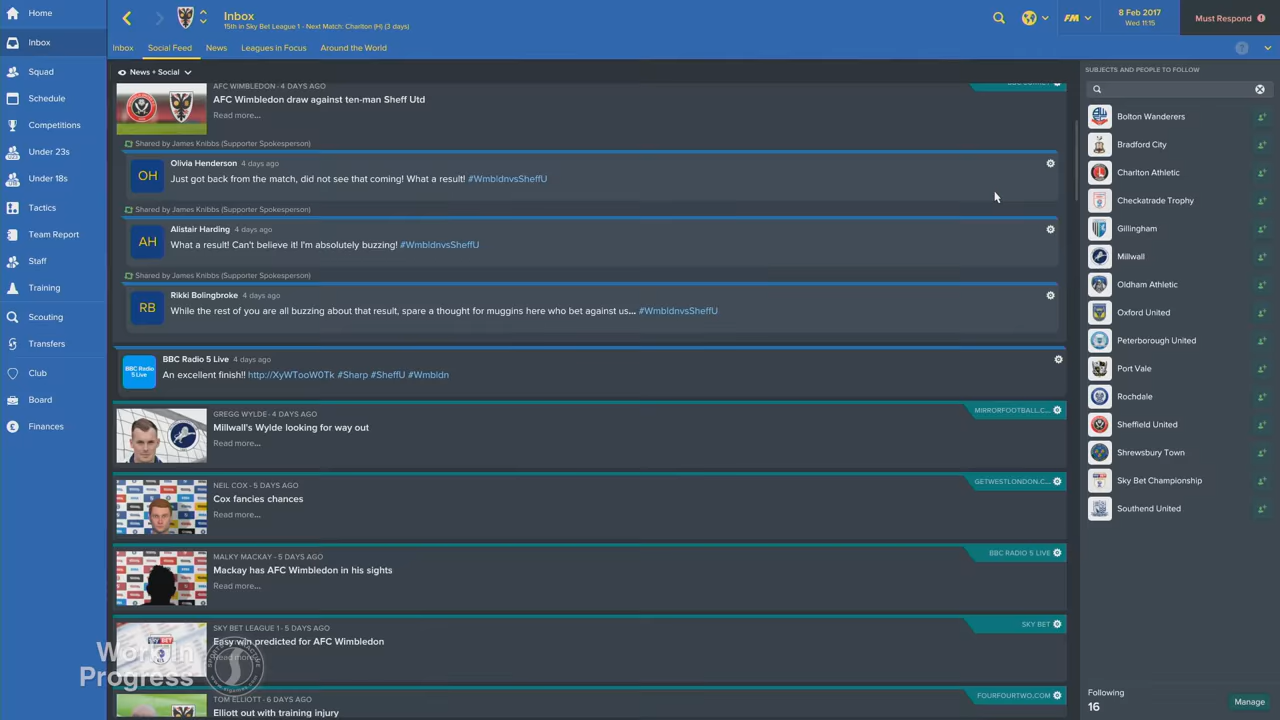 Home
Inbox
Squad
Schedule
Competitions
Under 23s
Under 18s
Tactics
Team Report
Staff
Training
Scouting
Transfers
Club
Board
Finances
Inbox
15th in Sky Bet League 1 - Next Match: Charlton (H) (3 days)
FM
8 Feb 2017
Wed 11:15
Must Respond
Inbox
Social Feed
News
Leagues in Focus
Around the World
News + Social
AFC WIMBLEDON - 4 DAYS AGO
AFC Wimbledon draw against ten-man Sheff Utd
Read more...
Shared by James Knibbs (Supporter Spokesperson)
OH
Olivia Henderson 4 days ago
Just got back from the match, did not see that coming! What a result! #WmbldnvsSheffU
Shared by James Knibbs (Supporter Spokesperson)
AH
Alistair Harding 4 days ago
What a result! Can't believe it! I'm absolutely buzzing! #WmbldnvsSheffU
Shared by James Knibbs (Supporter Spokesperson)
RB
Rikki Bolingbroke 4 days ago
While the rest of you are all buzzing about that result, spare a thought for muggins here who bet against us... #WmbldnvsSheffU
BBC Radio 5 Live
BBC Radio 5 Live 4 days ago
An excellent finish!! http://XyWTooW0Tk #Sharp #SheffU #Wmbldn
GREGG WYLDE - 4 DAYS AGO
MIRRORFOOTBALL.C...
Millwall's Wylde looking for way out
Read more...
NEIL COX - 5 DAYS AGO
GETWESTLONDON.C...
Cox fancies chances
Read more...
MALKY MACKAY - 5 DAYS AGO
BBC RADIO 5 LIVE
Mackay has AFC Wimbledon in his sights
Read more...
SKY BET LEAGUE 1 - 5 DAYS AGO
SKY BET
Easy win predicted for AFC Wimbledon
Read more...
TOM ELLIOTT - 6 DAYS AGO
FOURFOURTWO.COM
Elliott out with training injury
Work In
Progress
SUBJECTS AND PEOPLE TO FOLLOW
Bolton Wanderers
Bradford City
Charlton Athletic
Checkatrade Trophy
Gillingham
Millwall
Oldham Athletic
Oxford United
Peterborough United
Port Vale
Rochdale
Sheffield United
Shrewsbury Town
Sky Bet Championship
Southend United
Following
16
Manage